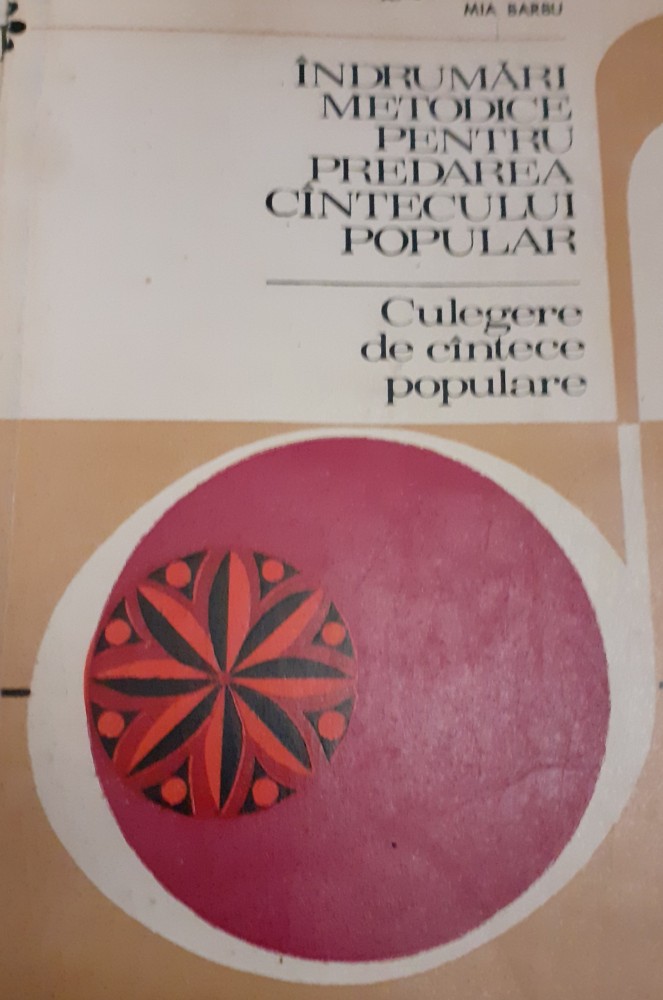 MIA BARBU
ÎNDRUMĂRI
METODICE
PENTRU
PREDAREA
CÎNTECULUI
POPULAR
Culegere
de cîntece
populare